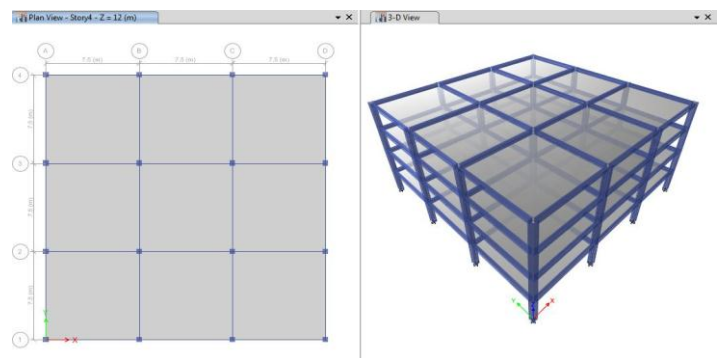 Plan View - Story4 - Z = 12 (m)
3-D View
A B C D
7.5 (m) 7.5 (m) 7.5 (m)
4
7.5 (m)
3
7.5 (m)
2
7.5 (m)
1
Y
X
Y X